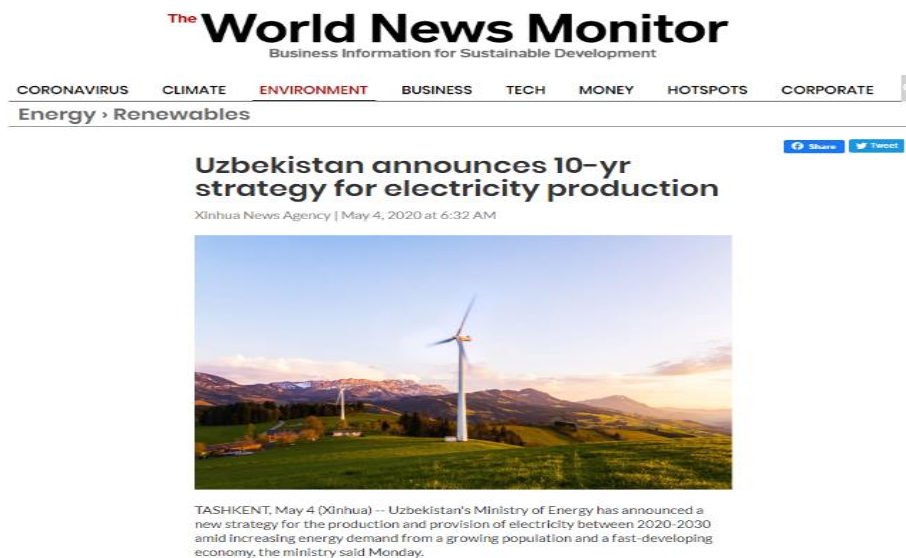 The World News Monitor
Business Information for Sustainable Development
CORONAVIRUS CLIMATE ENVIRONMENT BUSINESS TECH MONEY HOTSPOTS CORPORATE
Energy › Renewables
Share Tweet
Uzbekistan announces 10-yr
strategy for electricity production
Xinhua News Agency | May 4, 2020 at 6:32 AM
TASHKENT, May 4 (Xinhua) -- Uzbekistan's Ministry of Energy has announced a
new strategy for the production and provision of electricity between 2020-2030
amid increasing energy demand from a growing population and a fast-developing
economy, the ministry said Monday.